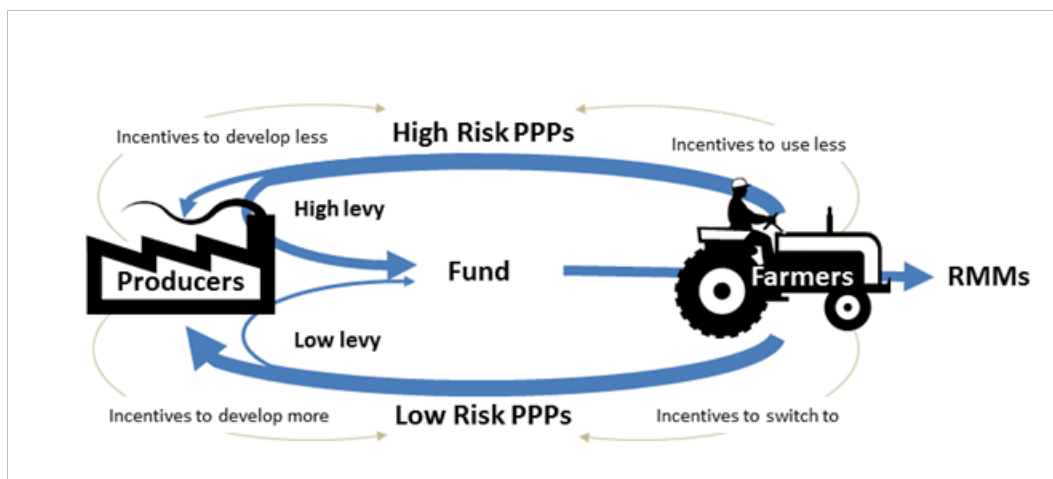 High Risk PPPs
Incentives to develop less
Incentives to use less
High levy
Producers
Fund
Farmers
RMMs
Low levy
Incentives to develop more
Low Risk PPPs
Incentives to switch to